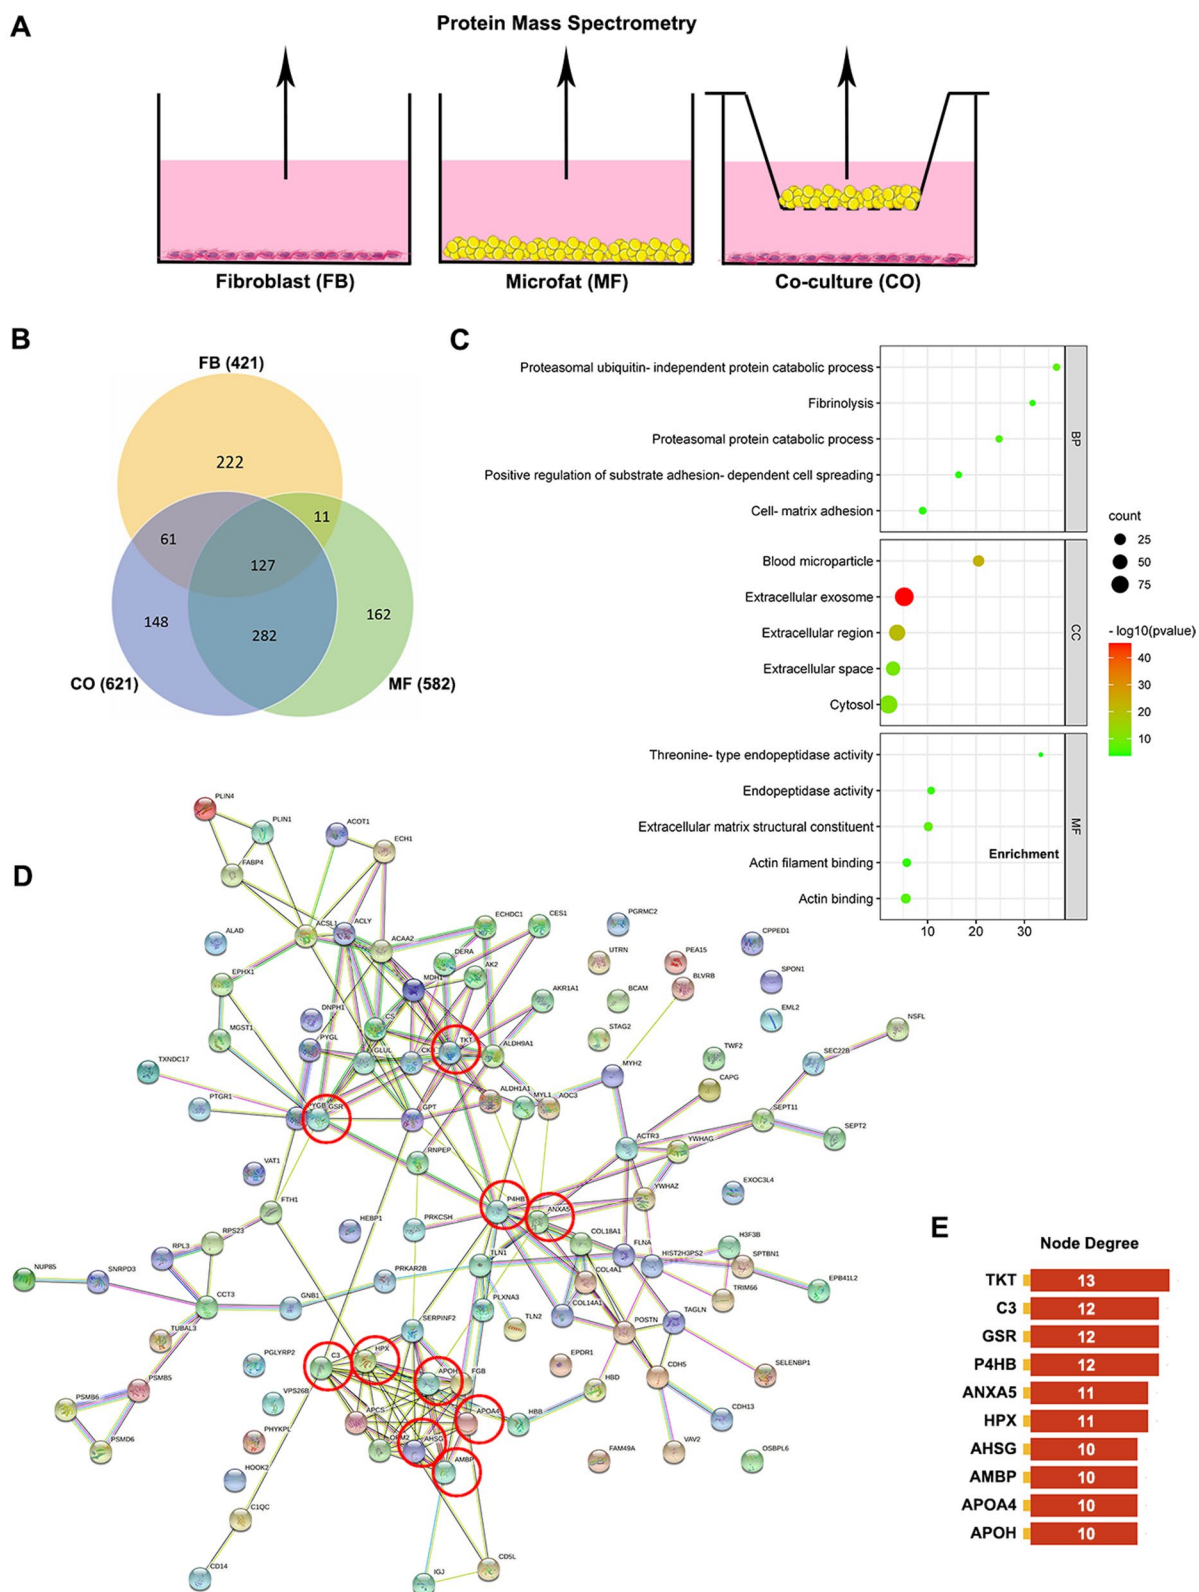 A
Protein Mass Spectrometry
Fibroblast (FB)
Microfat (MF)
Co-culture (CO)
B
FB (421)
222
61
11
127
148
282
162
CO (621)
MF (582)
C
Proteasomal ubiquitin- independent protein catabolic process
Fibrinolysis
Proteasomal protein catabolic process
Positive regulation of substrate adhesion- dependent cell spreading
Cell- matrix adhesion
BP
Blood microparticle
Extracellular exosome
Extracellular region
Extracellular space
Cytosol
CC
Threonine- type endopeptidase activity
Endopeptidase activity
Extracellular matrix structural constituent
Actin filament binding
Actin binding
MF
Enrichment
10 20 30
count
25
50
75
- log10(pvalue)
40
30
20
10
D
PLIN4
PLIN1
FABP4
ACOT1
ECH1
ALAD
ACSL1
ACLY
ACAA2
ECHDC1
CES1
PGRMC2
CPPED1
DERA
UTRN
PEA15
EPHX1
MDH1
AK2
BLVRB
SPON1
AKR1A1
BCAM
DNPH1
CS
EML2
NSFL
MGST1
PYGL
GLUL
TKT
ALDH9A1
STAG2
TWF2
SEC22B
TXNDC17
MYH2
CAPG
PTGR1
GSR
GPT
ALDH1A1
MYL1
AOC3
SEPT11
SEPT2
ACTR3
YWHAG
VAT1
RNPEP
FTH1
P4HB
ANXA5
YWHAZ
EXOC3L4
HEBP1
PRKCSH
RPS23
RPL3
COL18A1
FLNA
H3F3B
NUP85
SNRPD3
TLN1
COL4A1
HIST2H3PS2
SPTBN1
CCT3
GNB1
PRKAR2B
PLXNA3
COL14A1
TRIM66
EPB41L2
TUBAL3
SERPINF2
TLN2
POSTN
TAGLN
PGLYRP2
C3
HPX
APOH
FGB
EPDR1
CDH5
SELENBP1
PSMB6
PSMB5
VPS26B
HBD
APCS
APOA4
HBB
CDH13
PSMD6
PHYKPL
AHSG
AMBP
FAM49A
VAV2
OSBPL6
HOOK2
C1QC
CD14
IGJ
CD5L
E
Node Degree
TKT 13
C3 12
GSR 12
P4HB 12
ANXA5 11
HPX 11
AHSG 10
AMBP 10
APOA4 10
APOH 10